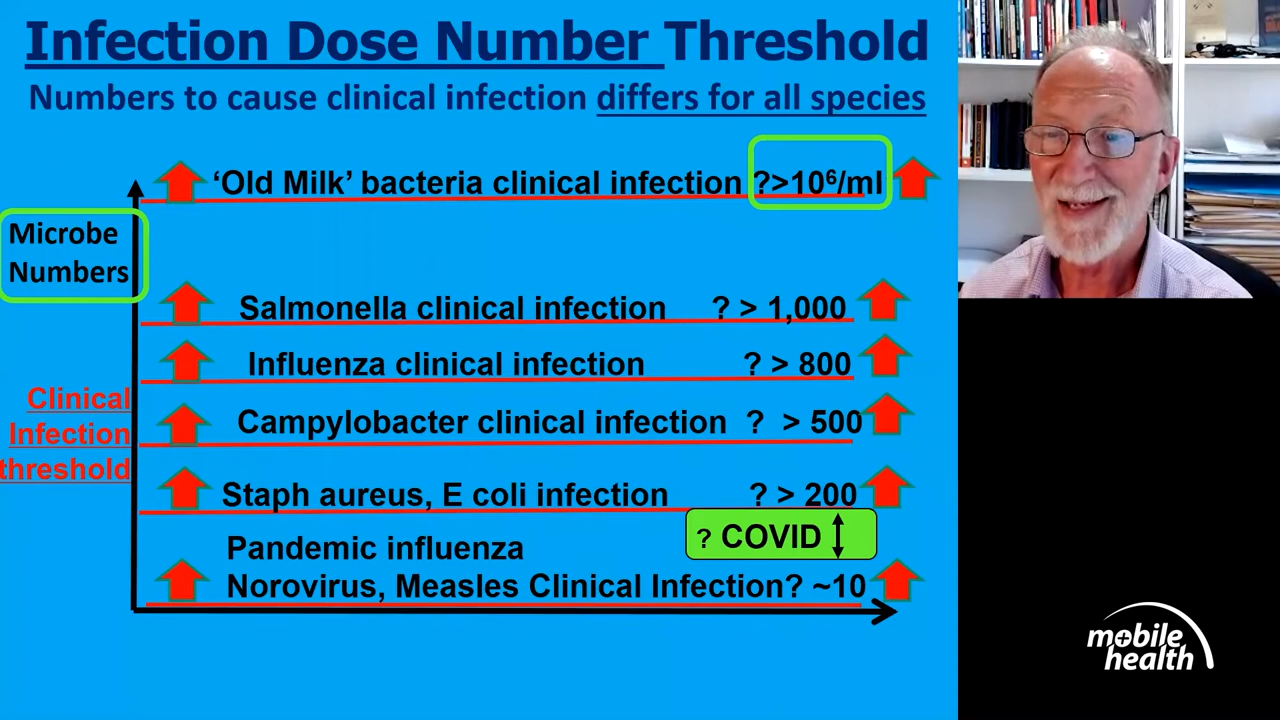 Infection Dose Number Threshold
Numbers to cause clinical infection differs for all species
‘Old Milk’ bacteria clinical infection ?>10⁶/ml
Microbe
Numbers
Salmonella clinical infection ? > 1,000
Influenza clinical infection ? > 800
Clinical
Infection
threshold
Campylobacter clinical infection ? > 500
Staph aureus, E coli infection ? > 200
? COVID
Pandemic influenza
Norovirus, Measles Clinical Infection? ~10
mobile
health